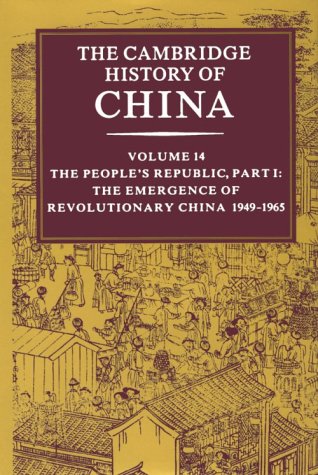 THE CAMBRIDGE
HISTORY OF
CHINA
VOLUME 14
THE PEOPLE'S REPUBLIC, PART I:
THE EMERGENCE OF
REVOLUTIONARY CHINA 1949-1965